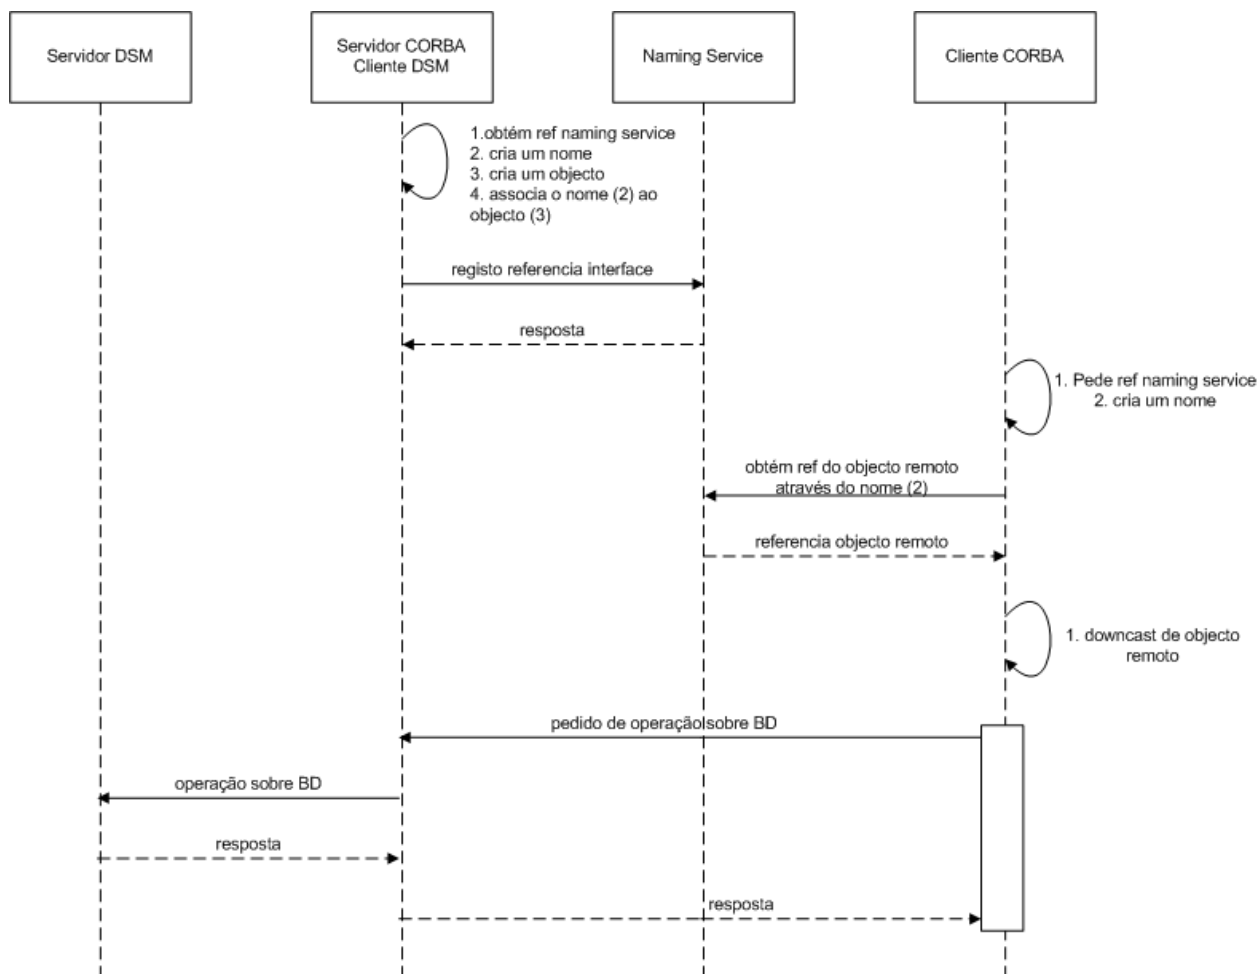 Servidor DSM
Servidor CORBA
Cliente DSM
Naming Service
Cliente CORBA
1.obtém ref naming service
2. cria um nome
3. cria um objecto
4. associa o nome (2) ao
objecto (3)
registo referencia interface
resposta
1. Pede ref naming service
2. cria um nome
obtém ref do objecto remoto
através do nome (2)
referencia objecto remoto
1. downcast de objecto
remoto
pedido de operação sobre BD
operação sobre BD
resposta
resposta